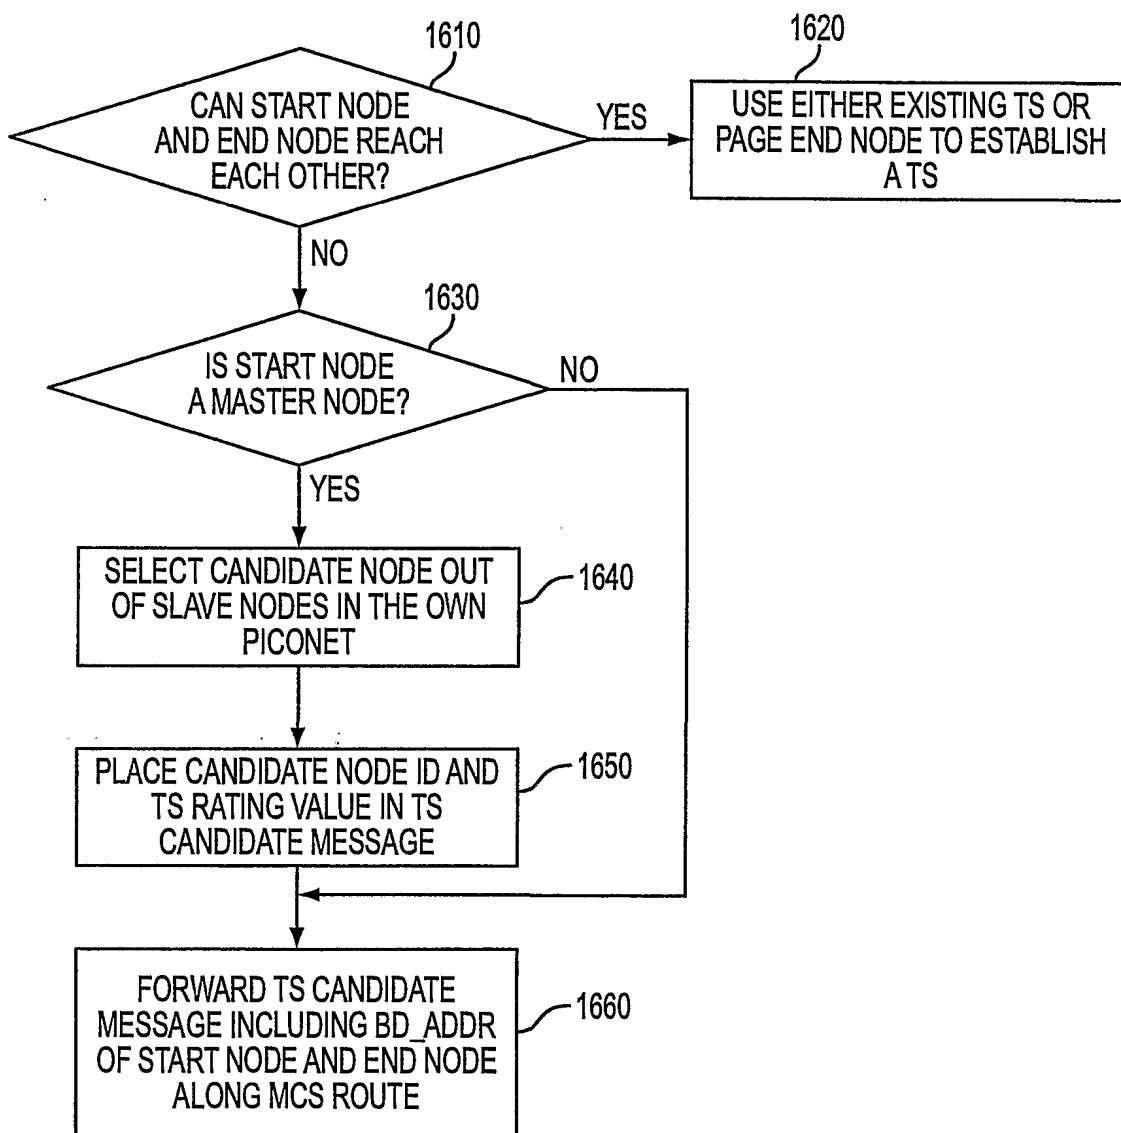 1610
CAN START NODE
AND END NODE REACH
EACH OTHER?
YES
1620
USE EITHER EXISTING TS OR
PAGE END NODE TO ESTABLISH
A TS
NO
1630
IS START NODE
A MASTER NODE?
NO
YES
SELECT CANDIDATE NODE OUT
OF SLAVE NODES IN THE OWN
PICONET
1640
PLACE CANDIDATE NODE ID AND
TS RATING VALUE IN TS
CANDIDATE MESSAGE
1650
FORWARD TS CANDIDATE
MESSAGE INCLUDING BD_ADDR
OF START NODE AND END NODE
ALONG MCS ROUTE
1660